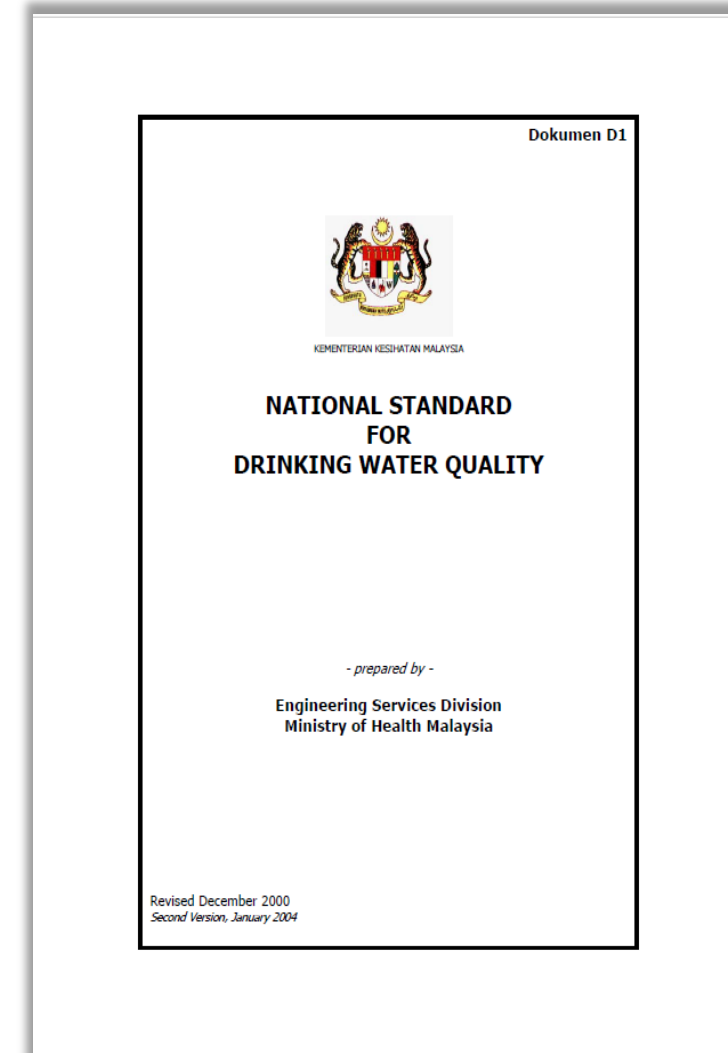 Dokumen D1
KEMENTERIAN KESIHATAN MALAYSIA
NATIONAL STANDARD
FOR
DRINKING WATER QUALITY
- prepared by -
Engineering Services Division
Ministry of Health Malaysia
Revised December 2000
Second Version, January 2004